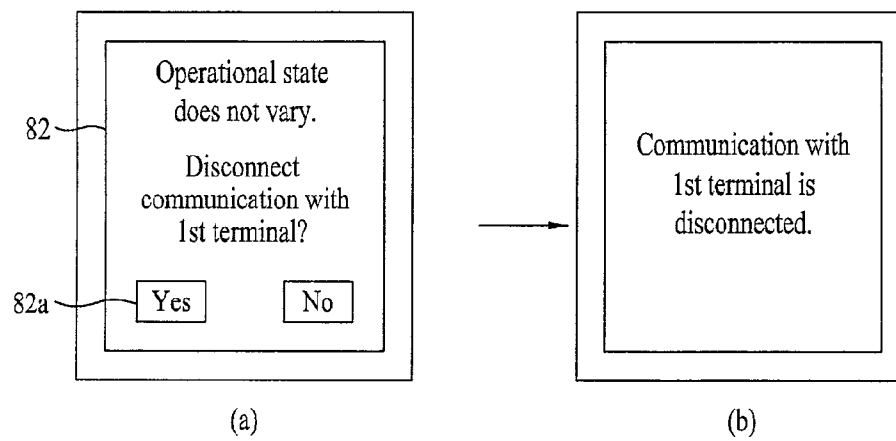 Operational state
does not vary.
82
Disconnect
communication with
1st terminal?
82a
Yes
No
(a)
Communication with
1st terminal is
disconnected.
(b)